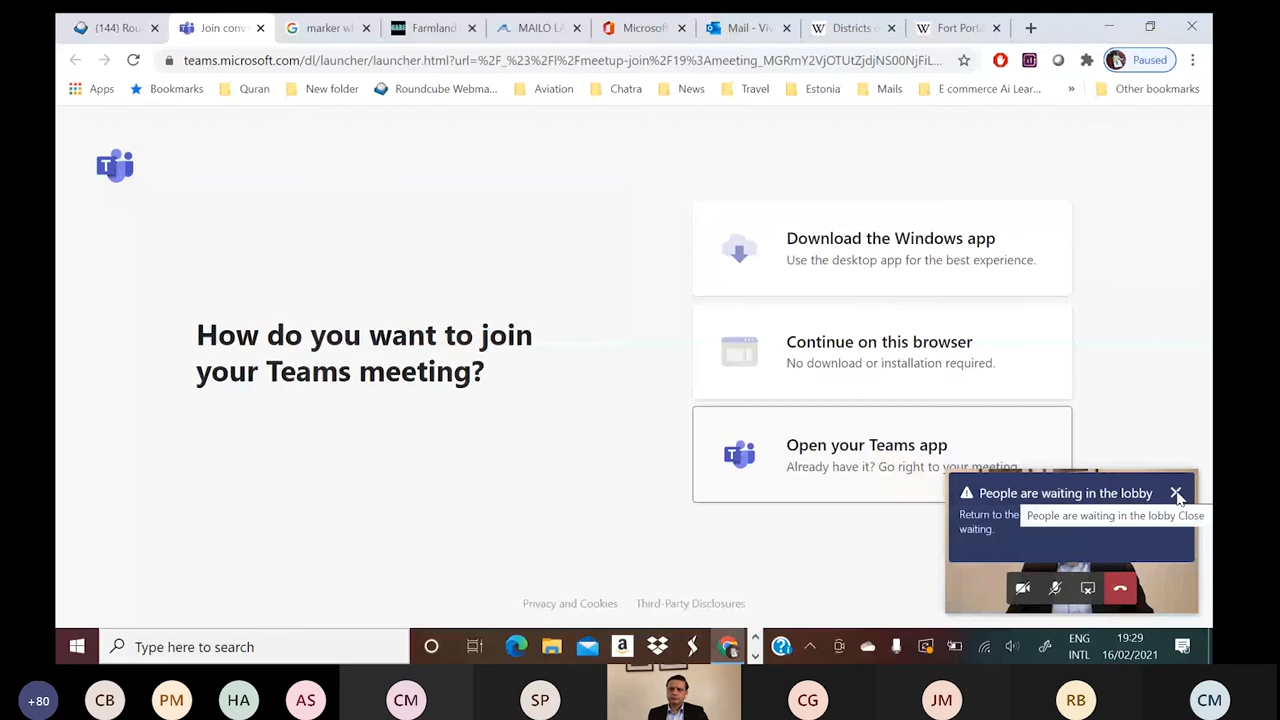 (144) Rou
Join conv
marker wh
Farmland
MAILO LA
Microsoft
Mail - Viv
Districts o
Fort Port
teams.microsoft.com/dl/launcher/launcher.html?url=%2F_%23%2Fl%2Fmeetup-join%2F19%3Ameeting_MGRmY2VjOTUtZjdjNS00NjFiL...
Paused
Apps
Bookmarks
Quran
New folder
Roundcube Webma...
Aviation
Chatra
News
Travel
Estonia
Mails
E commerce Ai Lear...
»
Other bookmarks
T
Download the Windows app
Use the desktop app for the best experience.
How do you want to join
your Teams meeting?
Continue on this browser
No download or installation required.
T
Open your Teams app
Already have it? Go right to your meeting.
People are waiting in the lobby
Return to the
waiting.
People are waiting in the lobby Close
Privacy and Cookies
Third-Party Disclosures
Type here to search
ENG
INTL
19:29
16/02/2021
+80
CB
PM
HA
AS
CM
SP
CG
JM
RB
CM